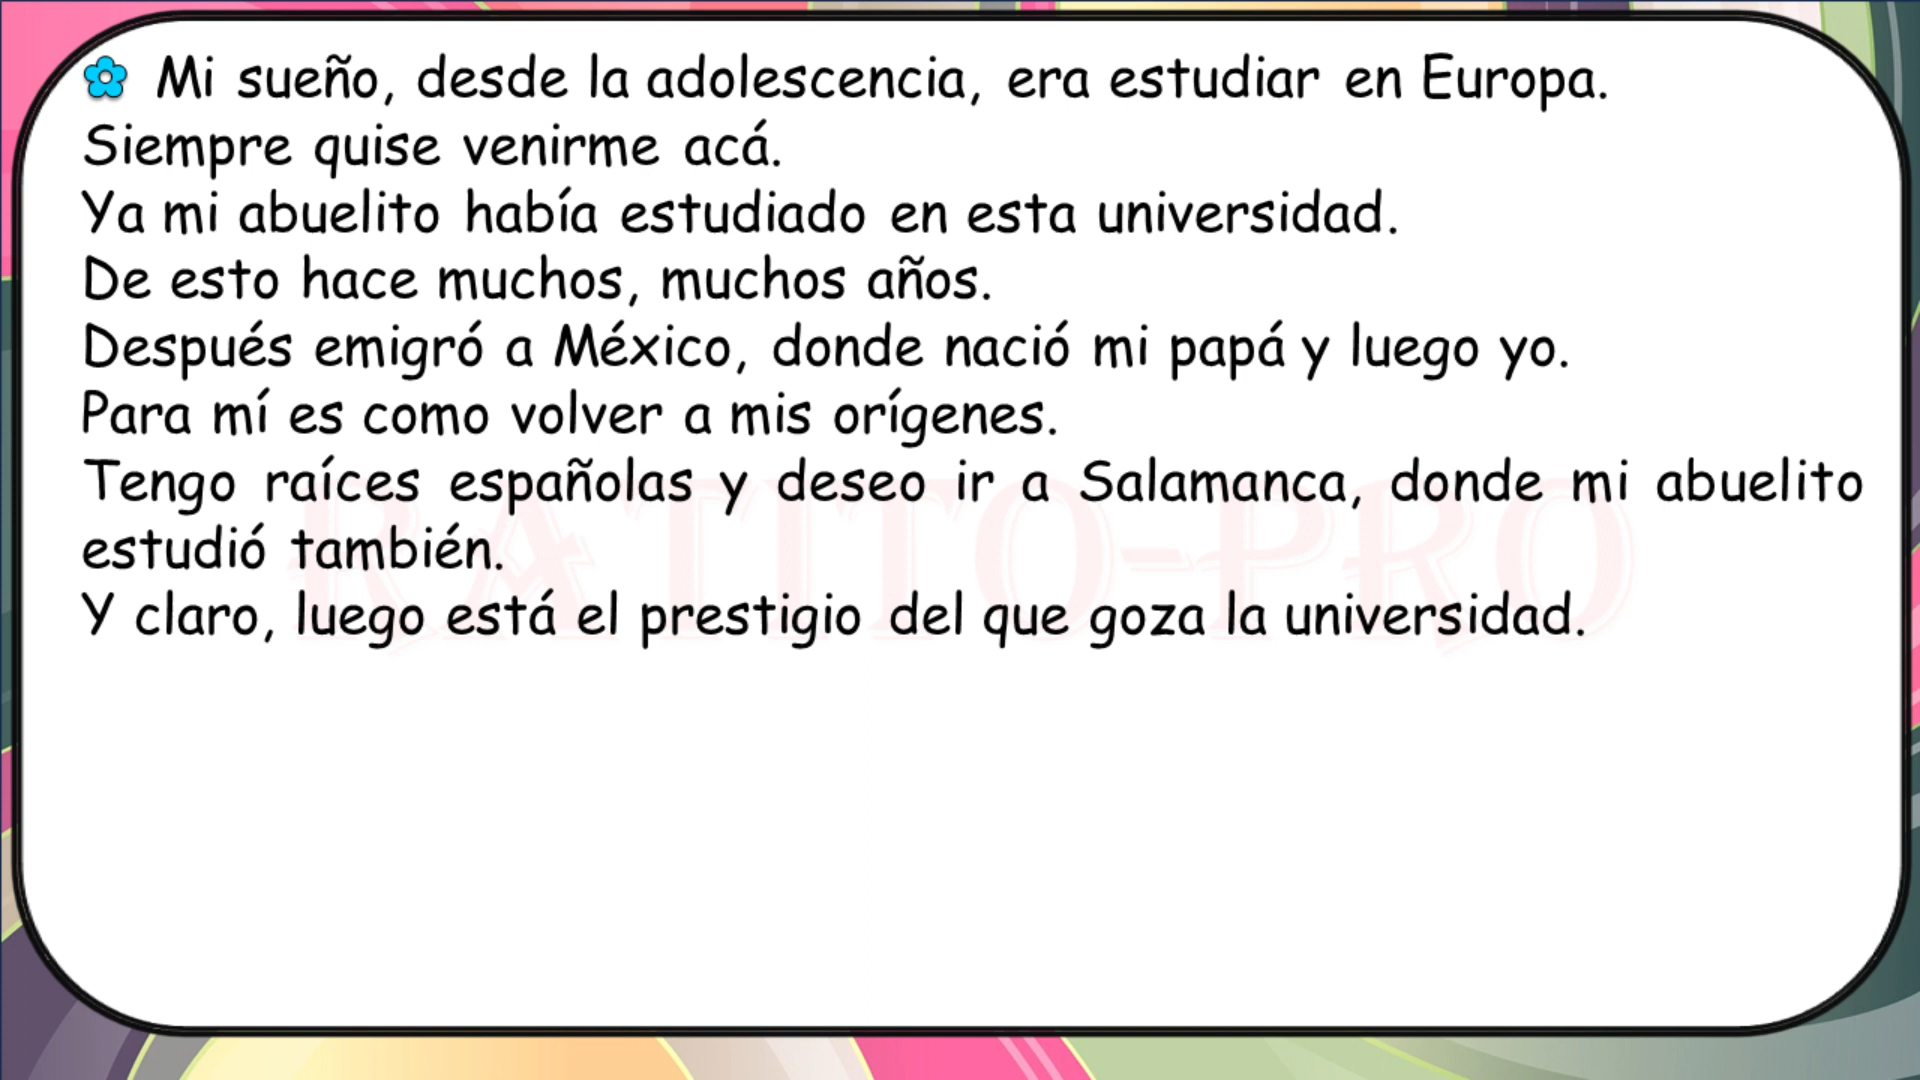 Mi sueño, desde la adolescencia, era estudiar en Europa.
Siempre quise venirme acá.
Ya mi abuelito había estudiado en esta universidad.
De esto hace muchos, muchos años.
Después emigró a México, donde nació mi papá y luego yo.
Para mí es como volver a mis orígenes.
Tengo raíces españolas y deseo ir a Salamanca, donde mi abuelito
estudió también.
RATITO-PRO
Y claro, luego está el prestigio del que goza la universidad.